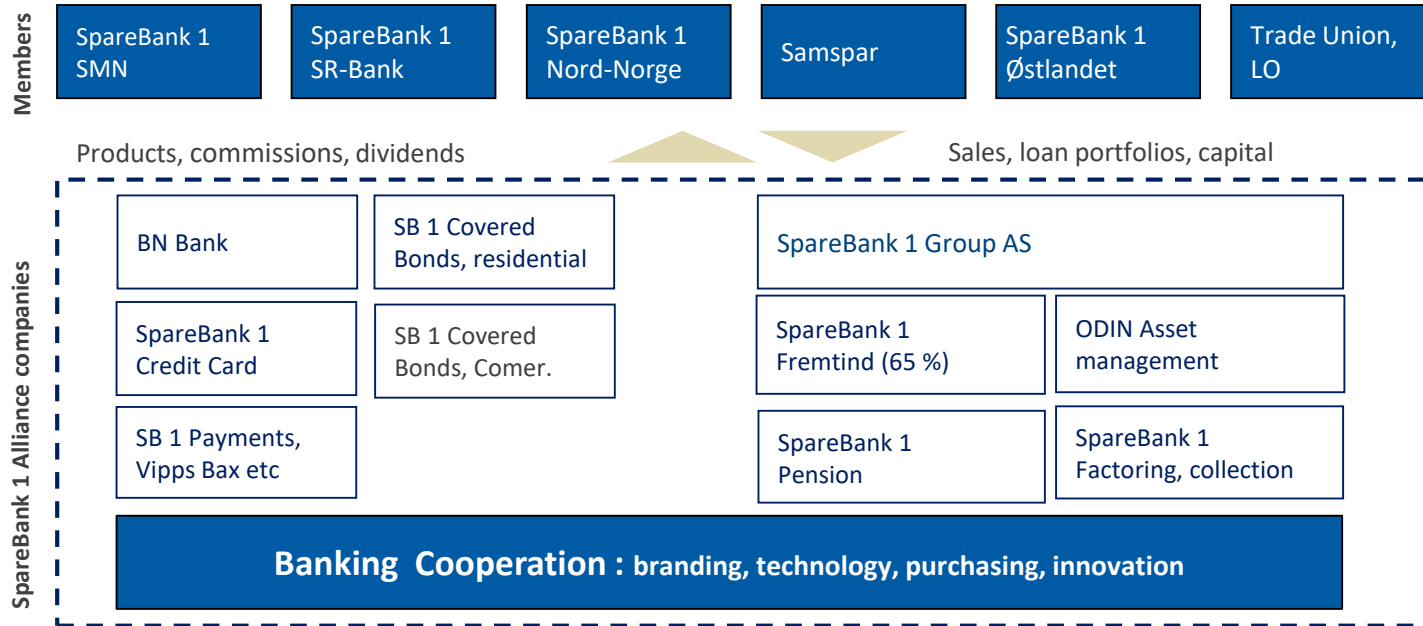 Members
SpareBank 1
SMN
SpareBank 1
SR-Bank
SpareBank 1
Nord-Norge
Samspar
SpareBank 1
Østlandet
Trade Union,
LO
Products, commissions, dividends
Sales, loan portfolios, capital
SpareBank 1 Alliance companies
BN Bank
SB 1 Covered
Bonds, residential
SpareBank 1 Group AS
SpareBank 1
Credit Card
SB 1 Covered
Bonds, Comer.
SpareBank 1
Fremtind (65 %)
ODIN Asset
management
SB 1 Payments,
Vipps Bax etc
SpareBank 1
Pension
SpareBank 1
Factoring, collection
Banking Cooperation : branding, technology, purchasing, innovation